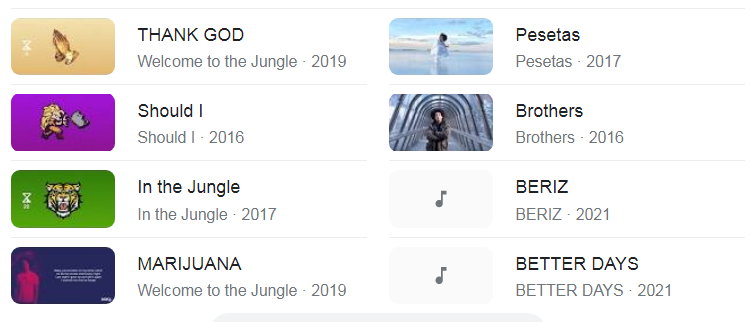 THANK GOD
Welcome to the Jungle · 2019
Pesetas
Pesetas · 2017
Should I
Should I · 2016
Brothers
Brothers · 2016
In the Jungle
In the Jungle · 2017
BERIZ
BERIZ · 2021
MARIJUANA
Welcome to the Jungle · 2019
BETTER DAYS
BETTER DAYS · 2021